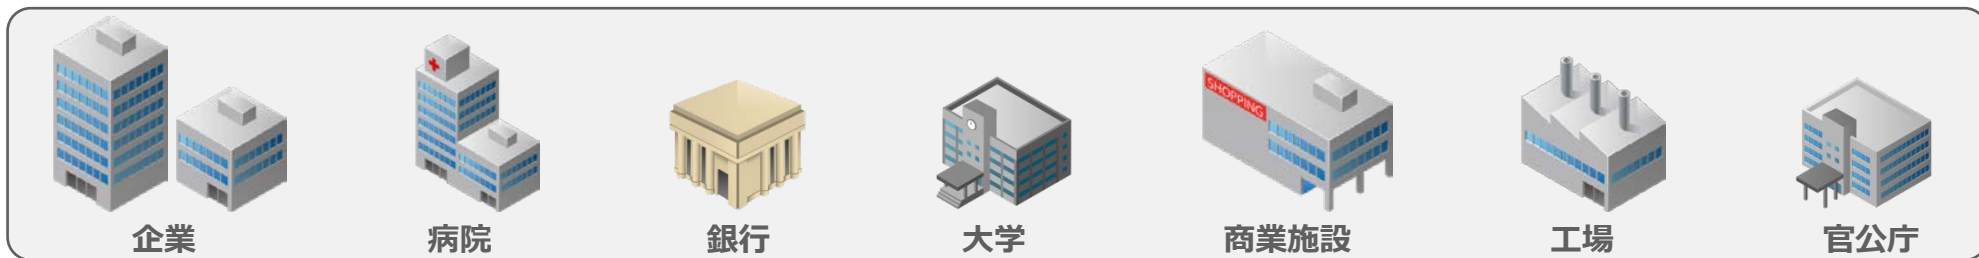 SHOPPING
企業
病院
銀行
大学
商業施設
工場
官公庁